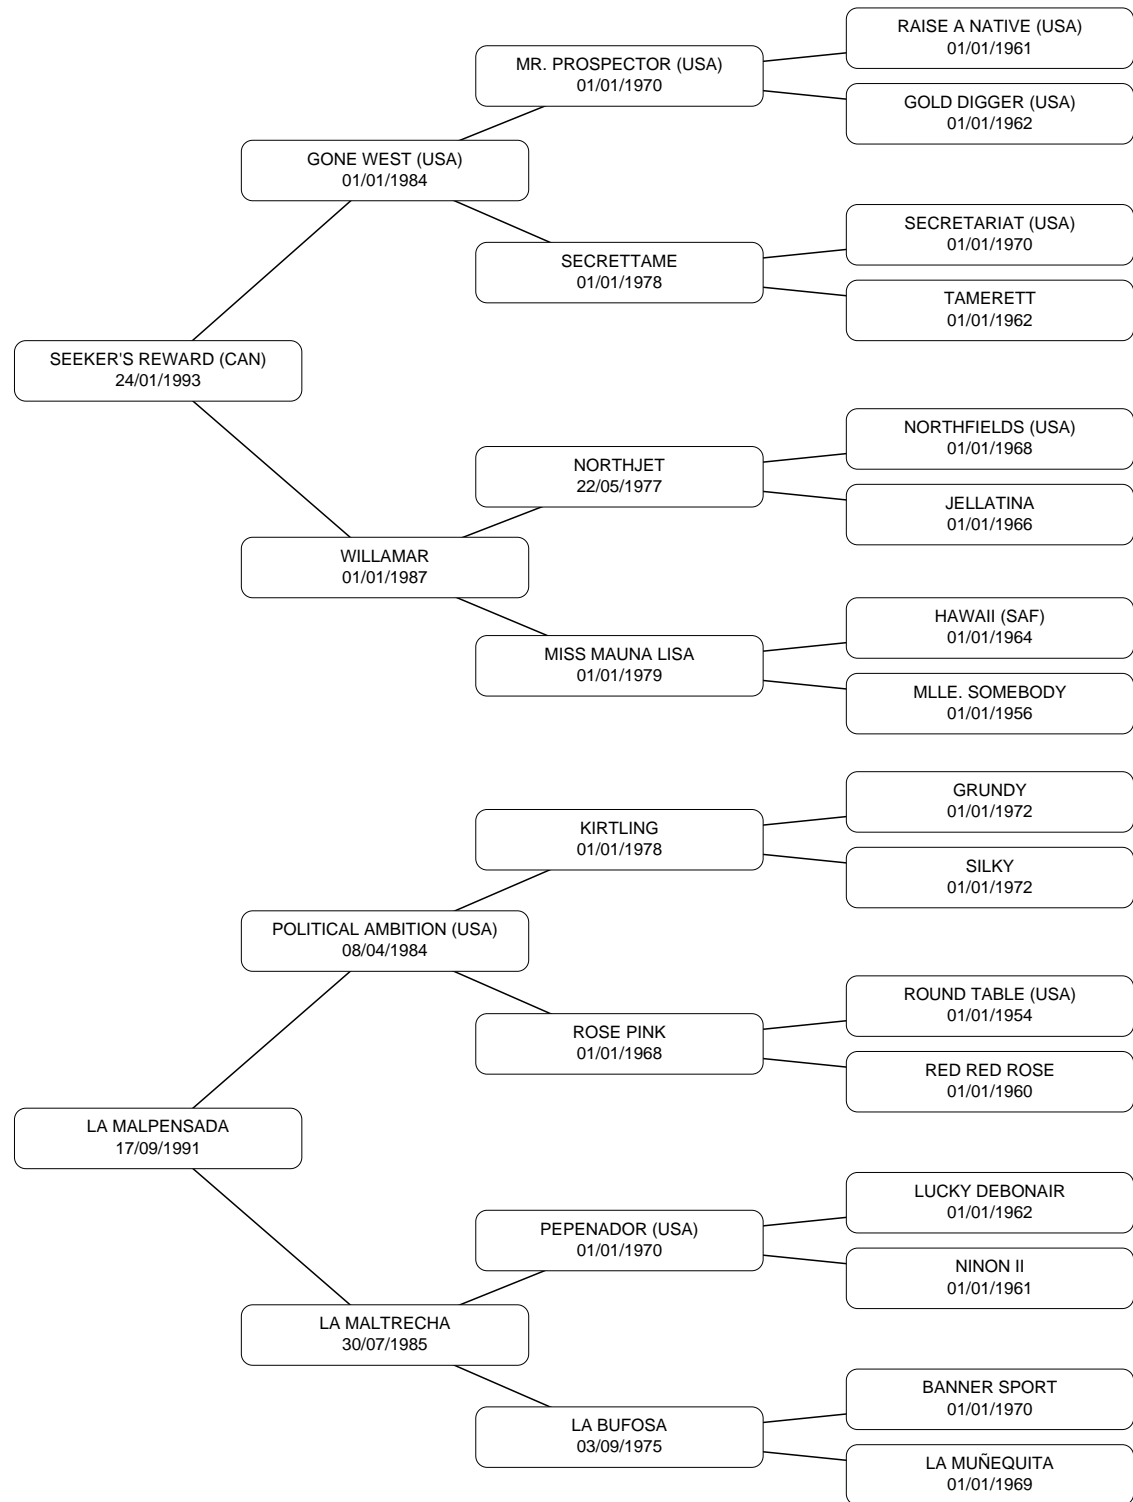 RAISE A NATIVE (USA)
01/01/1961
MR. PROSPECTOR (USA)
01/01/1970
GOLD DIGGER (USA)
01/01/1962
GONE WEST (USA)
01/01/1984
SECRETARIAT (USA)
01/01/1970
SECRETTAME
01/01/1978
TAMERETT
01/01/1962
SEEKER'S REWARD (CAN)
24/01/1993
NORTHFIELDS (USA)
01/01/1968
NORTHJET
22/05/1977
JELLATINA
01/01/1966
WILLAMAR
01/01/1987
HAWAII (SAF)
01/01/1964
MISS MAUNA LISA
01/01/1979
MLLE. SOMEBODY
01/01/1956
GRUNDY
01/01/1972
KIRTLING
01/01/1978
SILKY
01/01/1972
POLITICAL AMBITION (USA)
08/04/1984
ROUND TABLE (USA)
01/01/1954
ROSE PINK
01/01/1968
RED RED ROSE
01/01/1960
LA MALPENSADA
17/09/1991
LUCKY DEBONAIR
01/01/1962
PEPENADOR (USA)
01/01/1970
NINON II
01/01/1961
LA MALTRECHA
30/07/1985
BANNER SPORT
01/01/1970
LA BUFOSA
03/09/1975
LA MUÑEQUITA
01/01/1969